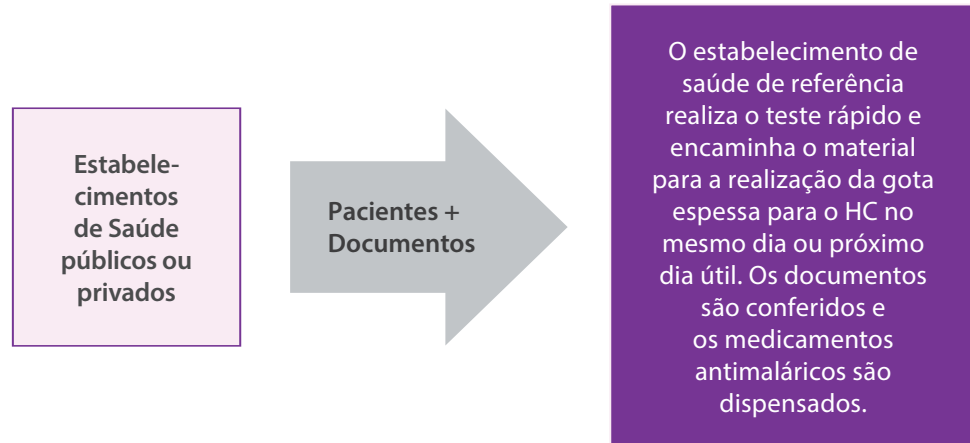 Estabele-
cimentos
de Saúde
públicos ou
privados
Pacientes +
Documentos
O estabelecimento de
saúde de referência
realiza o teste rápido e
encaminha o material
para a realização da gota
espessa para o HC no
mesmo dia ou próximo
dia útil. Os documentos
são conferidos e
os medicamentos
antimaláricos são
dispensados.